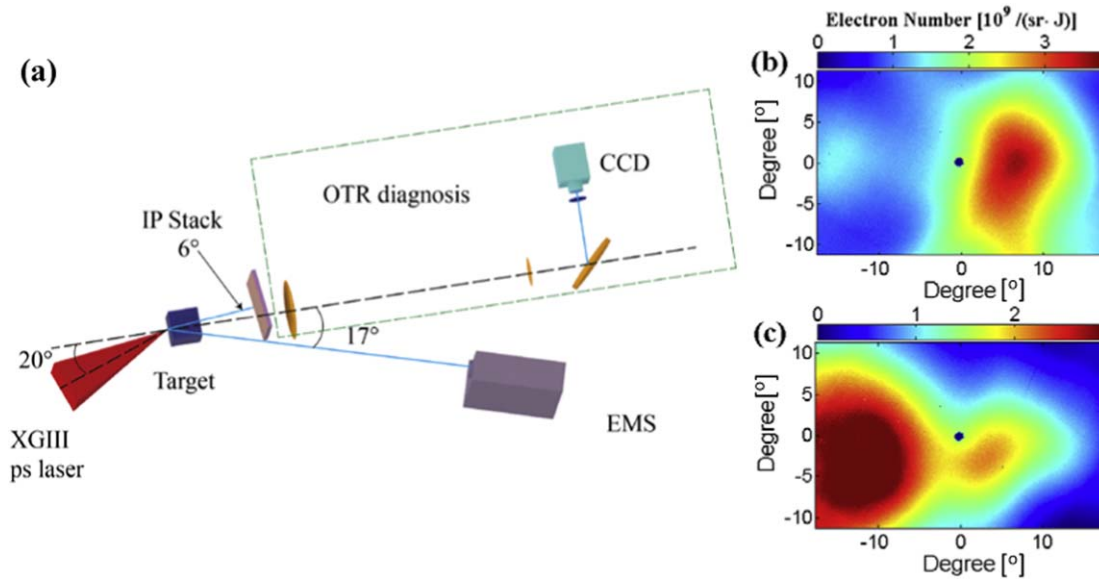 (a)
OTR diagnosis
CCD
IP Stack
6°
17°
20°
Target
XGIII
ps laser
EMS
Electron Number [10⁹ /(sr· J)]
0 1 2 3
(b)
10
5
0
-5
-10
Degree [°]
-10 0 10
Degree [°]
0 1 2
(c)
10
5
0
-5
-10
Degree [°]
-10 0 10
Degree [°]